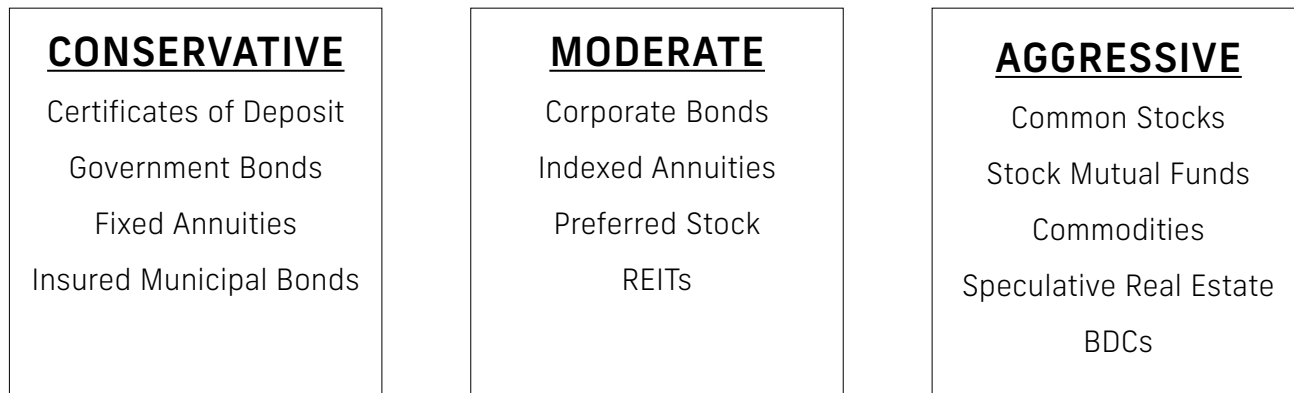 CONSERVATIVE
Certificates of Deposit
Government Bonds
Fixed Annuities
Insured Municipal Bonds
MODERATE
Corporate Bonds
Indexed Annuities
Preferred Stock
REITs
AGGRESSIVE
Common Stocks
Stock Mutual Funds
Commodities
Speculative Real Estate
BDCs